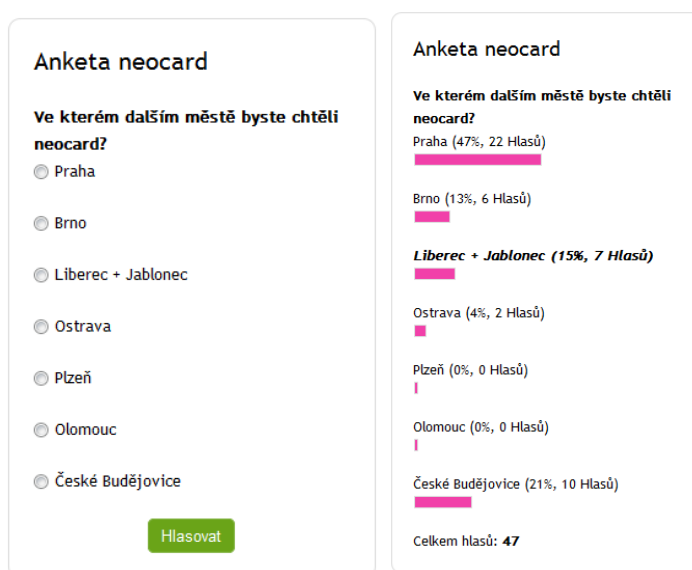 Anketa neocard
Ve kterém dalším městě byste chtěli
neocard?
Praha
Brno
Liberec + Jablonec
Ostrava
Plzeň
Olomouc
České Budějovice
Hlasovat
Anketa neocard
Ve kterém dalším městě byste chtěli
neocard?
Praha (47%, 22 Hlasů)
Brno (13%, 6 Hlasů)
Liberec + Jablonec (15%, 7 Hlasů)
Ostrava (4%, 2 Hlasů)
Plzeň (0%, 0 Hlasů)
Olomouc (0%, 0 Hlasů)
České Budějovice (21%, 10 Hlasů)
Celkem hlasů: 47